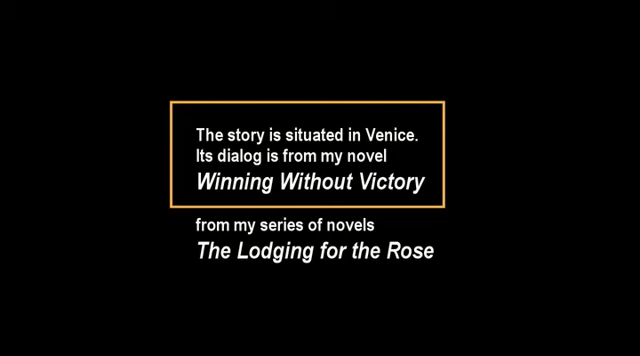 The story is situated in Venice.
Its dialog is from my novel
Winning Without Victory
from my series of novels
The Lodging for the Rose